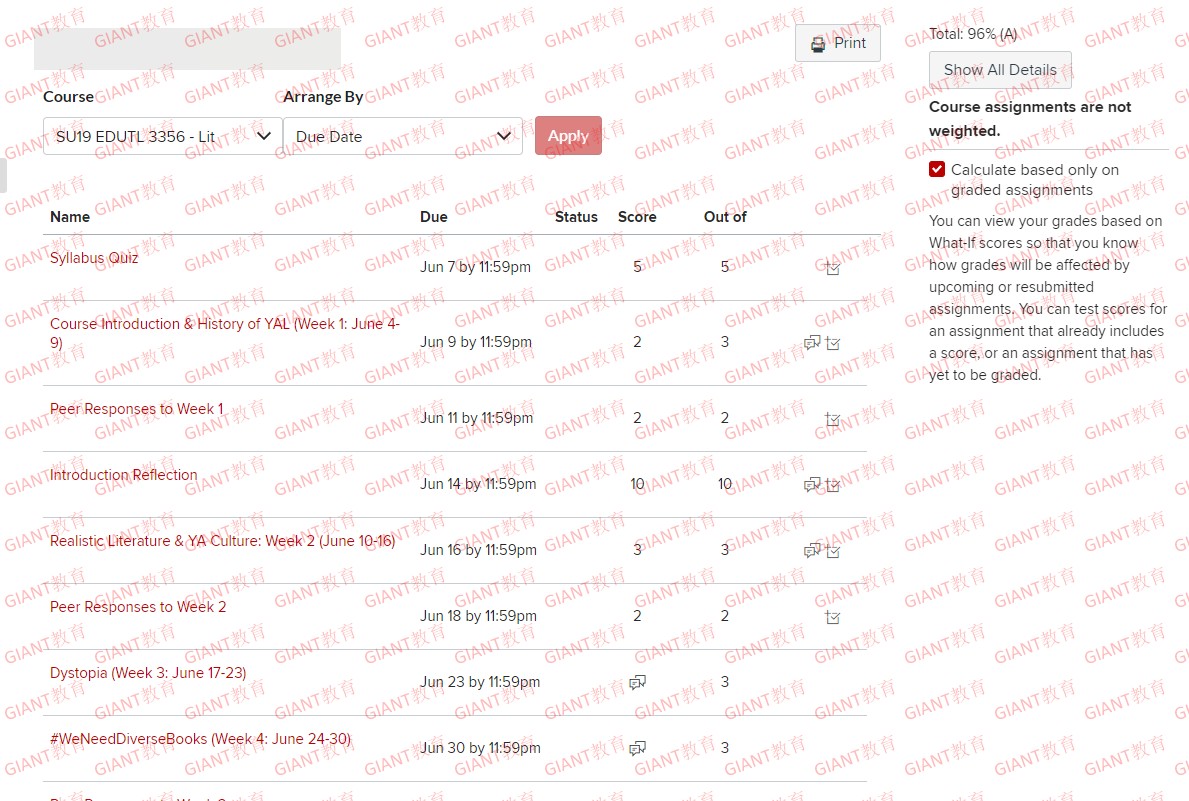 Print
Total: 96% (A)
Show All Details
Course
Arrange By
SU19 EDUTL 3356 - Lit
Due Date
Apply
Course assignments are not
weighted.
Calculate based only on
graded assignments
You can view your grades based on
What-If scores so that you know
how grades will be affected by
upcoming or resubmitted
assignments. You can test scores for
an assignment that already includes
a score, or an assignment that has
yet to be graded.
Name Due Status Score Out of
Syllabus Quiz
Jun 7 by 11:59pm 5 5
Course Introduction & History of YAL (Week 1: June 4-
9)
Jun 9 by 11:59pm 2 3
Peer Responses to Week 1
Jun 11 by 11:59pm 2 2
Introduction Reflection
Jun 14 by 11:59pm 10 10
Realistic Literature & YA Culture: Week 2 (June 10-16)
Jun 16 by 11:59pm 3 3
Peer Responses to Week 2
Jun 18 by 11:59pm 2 2
Dystopia (Week 3: June 17-23)
Jun 23 by 11:59pm 3
#WeNeedDiverseBooks (Week 4: June 24-30)
Jun 30 by 11:59pm 3
GIANT教育